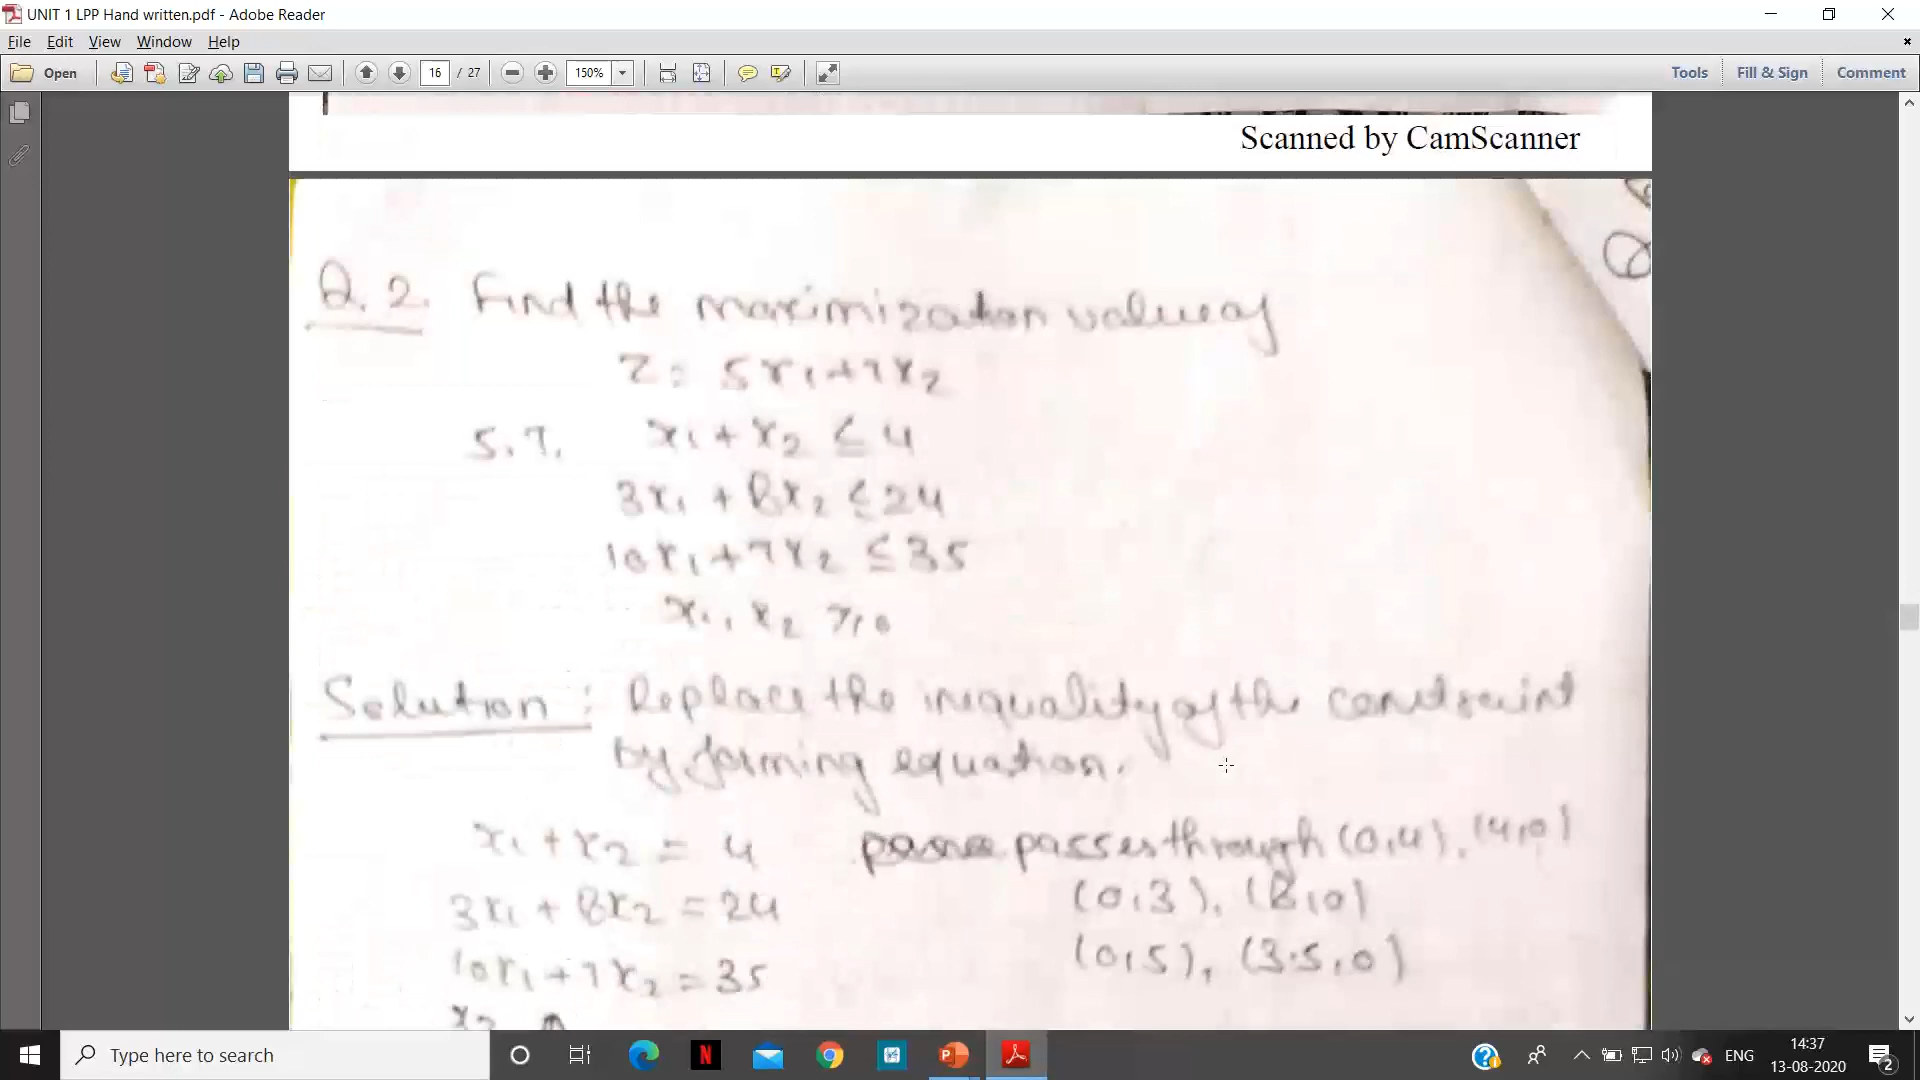 UNIT 1 LPP Hand written.pdf - Adobe Reader
File Edit View Window Help
Open 16 / 27 150% Tools Fill & Sign Comment
Scanned by CamScanner
Q.2. Find the maximization value of
Z = 5x₁+7x₂
S.T. x₁+x₂ ≤ 4
3x₁ + 8x₂ ≤ 24
10x₁+7x₂ ≤ 35
x₁, x₂ ≥ 0
Solution : Replace the inequality of the constraint
by forming equation.
x₁+x₂ = 4 passes through (0,4), (4,0)
3x₁+8x₂ = 24 (0,3), (8,0)
10x₁+7x₂ = 35 (0,5), (3.5,0)
x₂
Type here to search
ENG
14:37
13-08-2020
2